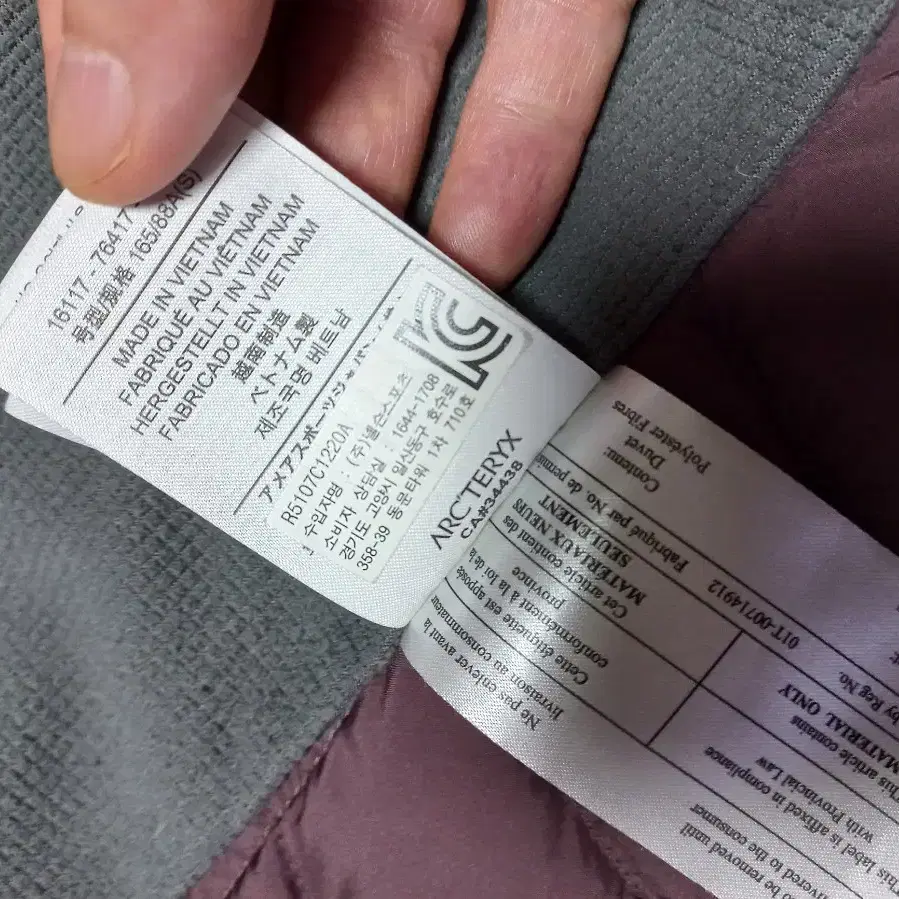 16117 - 76417 -
号型/规格 165/88A(S)
MADE IN VIETNAM
FABRIQUÉ AU VIÊTNAM
HERGESTELLT IN VIETNAM
FABRICADO EN VIETNAM
越南制造
ベトナム製
제조국명 베트남
アメアスポーツジャパン
R5107C1220A
수입자명 : (주)넬슨스포츠
소비자 상담실 : 1644-1708
경기도 고양시 일산동구 호수로
358-39 동문타워 1차 710호
ARC'TERYX
CA#34438
Contenu:
Duvet
Polyéster Fibres
01T-00714912 Fabriqué par No. de permis
Cet article contient des
MATÉRIAUX NEUFS
SEULEMENT
Cette étiquette est apposée
conformément à la loi de la
province
Ne pas enlever avant la
livraison au consommateur
by Reg No.
This article contains
MATERIAL ONLY
label is affixed in compliance
with Provincial Law
to be removed until
delivered to the consumer